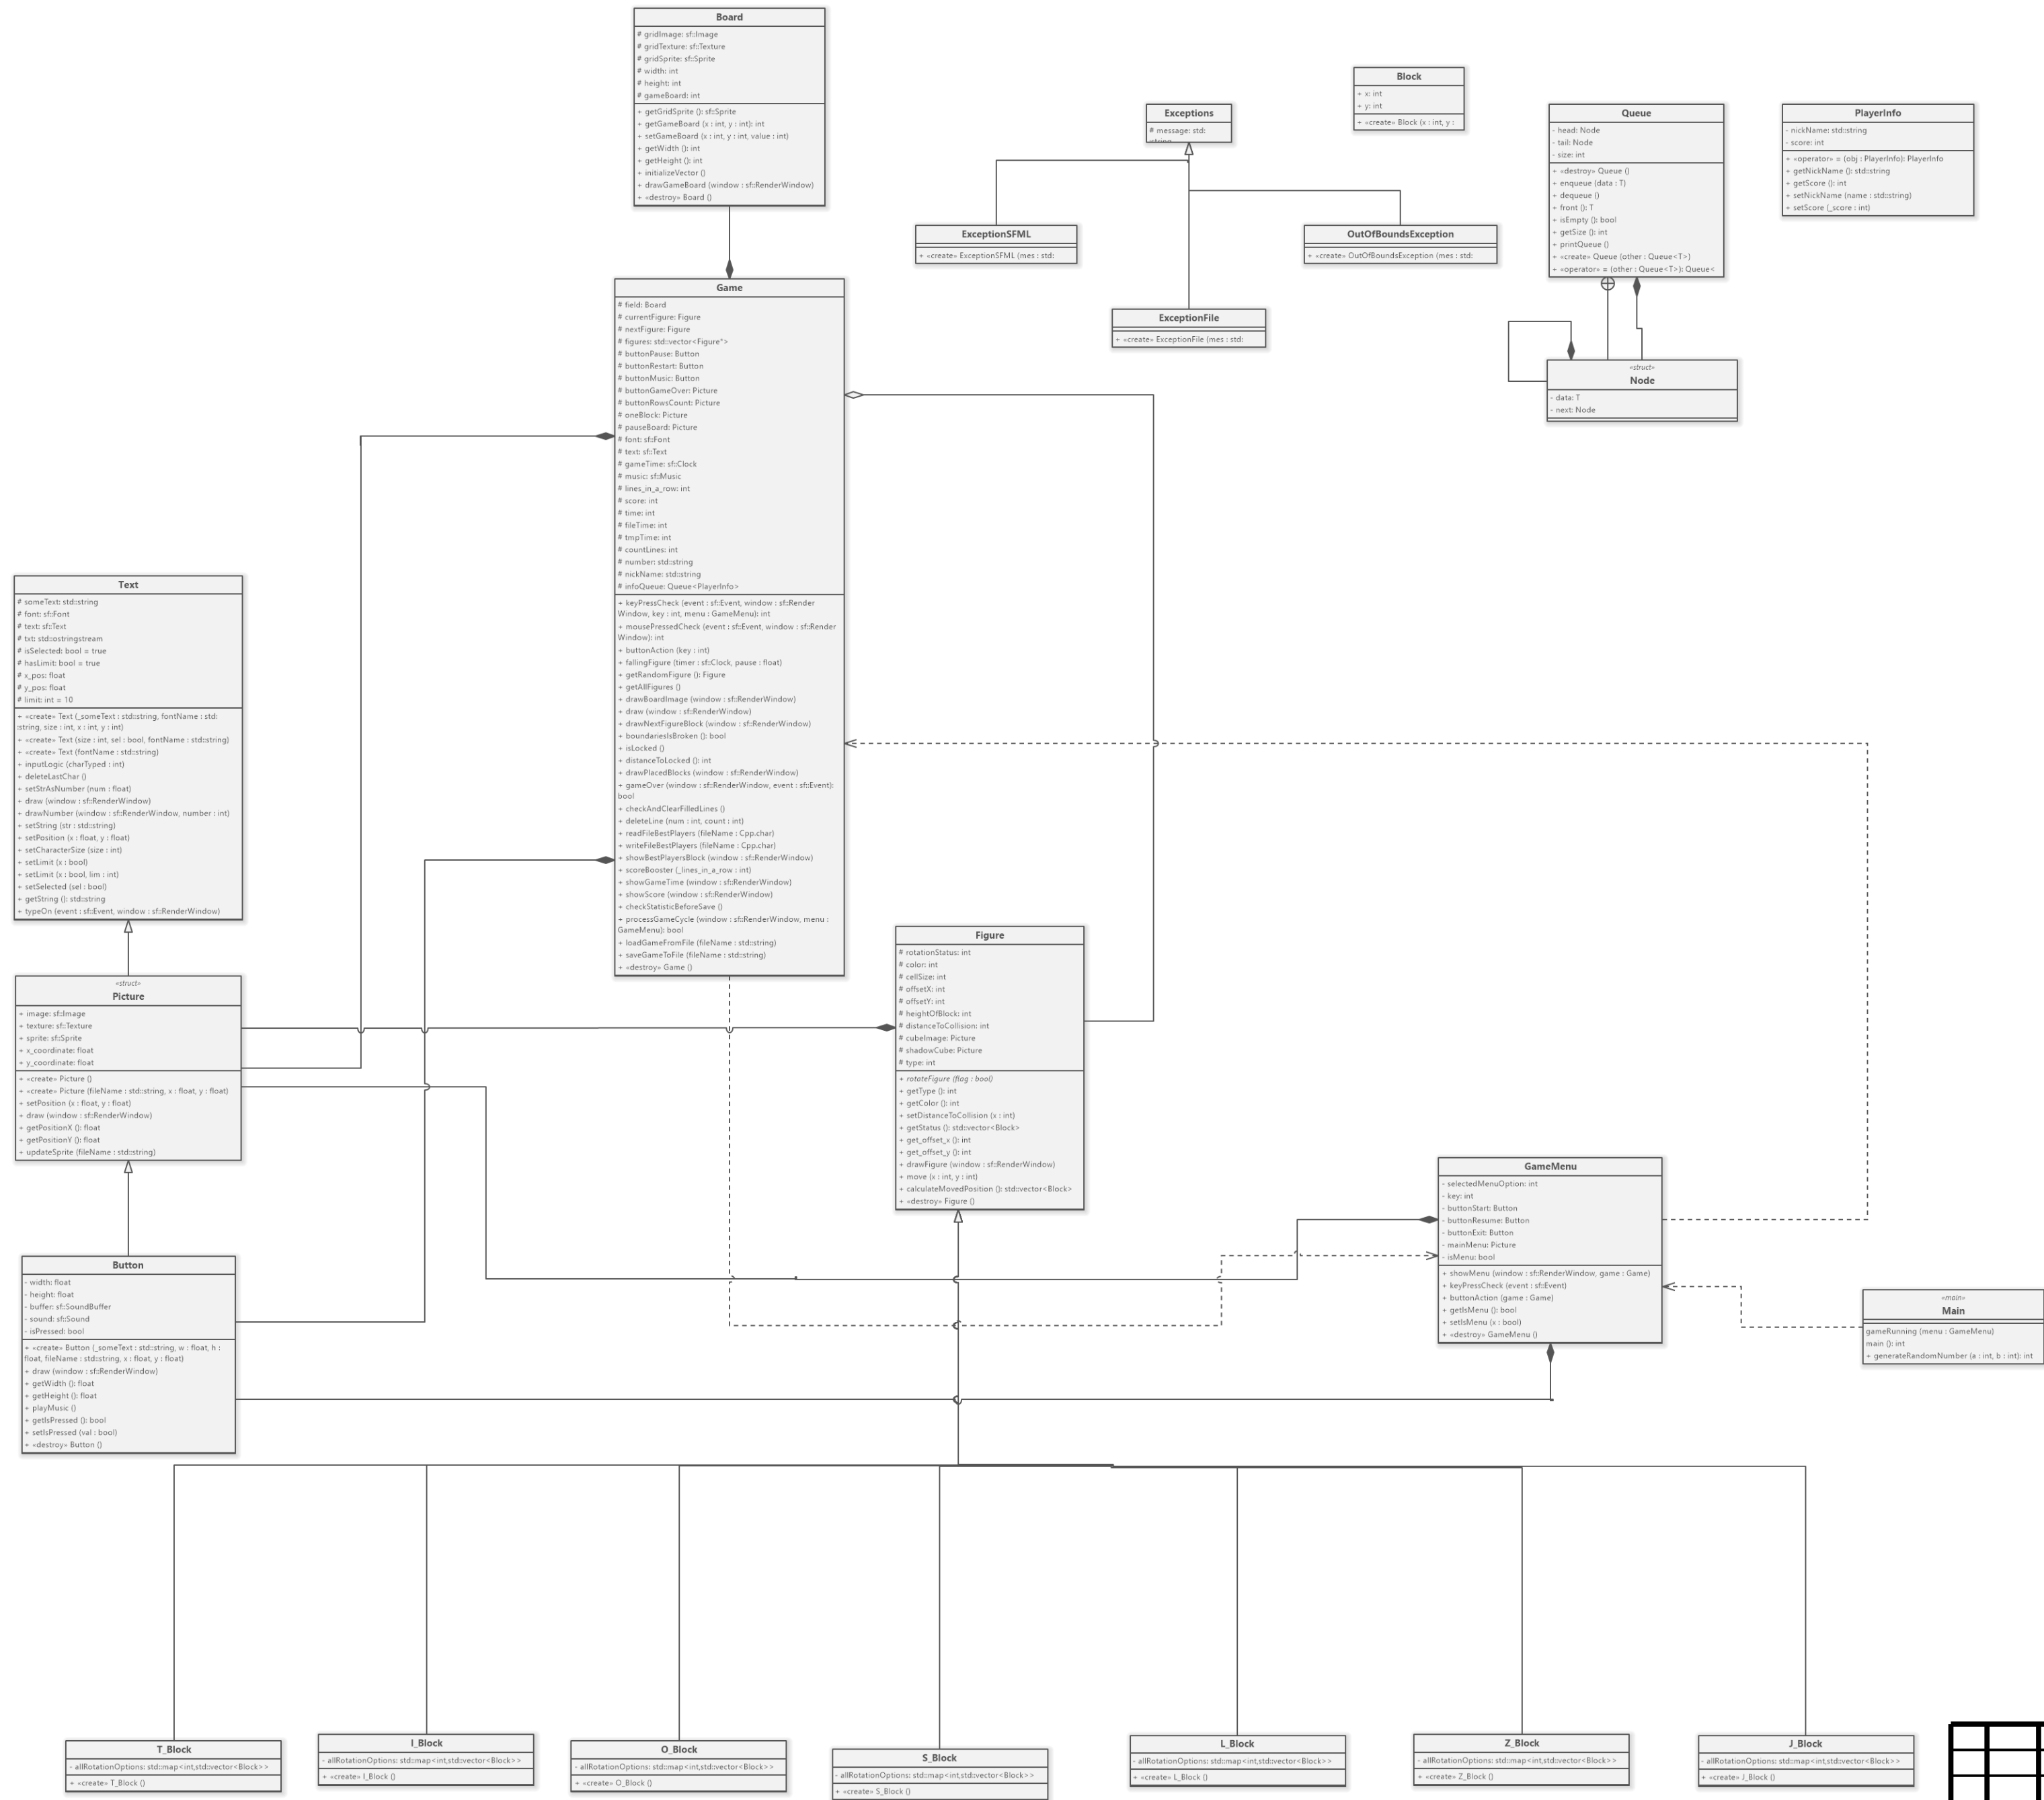 Board
# gridImage: sf::Image
# gridTexture: sf::Texture
# gridSprite: sf::Sprite
# width: int
# height: int
# gameBoard: int
+ getGridSprite (): sf::Sprite
+ getGameBoard (x : int, y : int): int
+ setGameBoard (x : int, y : int, value : int)
+ getWidth (): int
+ getHeight (): int
+ initializeVector ()
+ drawGameBoard (window : sf::RenderWindow)
+ «destroy» Board ()
Block
+ x: int
+ y: int
+ «create» Block (x : int, y :
Exceptions
# message: std:
Queue
- head: Node
- tail: Node
- size: int
+ «destroy» Queue ()
+ enqueue (data : T)
+ dequeue ()
+ front (): T
+ isEmpty (): bool
+ getSize (): int
+ printQueue ()
+ «create» Queue (other : Queue<T>)
+ «operator» = (other : Queue<T>): Queue<
PlayerInfo
- nickName: std::string
- score: int
+ «operator» = (obj : PlayerInfo): PlayerInfo
+ getNickName (): std::string
+ getScore (): int
+ setNickName (name : std::string)
+ setScore (_score : int)
ExceptionSFML
+ «create» ExceptionSFML (mes : std:
OutOfBoundsException
+ «create» OutOfBoundsException (mes : std:
ExceptionFile
+ «create» ExceptionFile (mes : std:
«struct»
Node
- data: T
- next: Node
Game
# field: Board
# currentFigure: Figure
# nextFigure: Figure
# figures: std::vector<Figure*>
# buttonPause: Button
# buttonRestart: Button
# buttonMusic: Button
# buttonGameOver: Picture
# buttonRowsCount: Picture
# oneBlock: Picture
# pauseBoard: Picture
# font: sf::Font
# text: sf::Text
# gameTime: sf::Clock
# music: sf::Music
# lines_in_a_row: int
# score: int
# time: int
# fileTime: int
# tmpTime: int
# countLines: int
# number: std::string
# nickName: std::string
# infoQueue: Queue<PlayerInfo>
+ keyPressCheck (event : sf::Event, window : sf::Render
Window, key : int, menu : GameMenu): int
+ mousePressedCheck (event : sf::Event, window : sf::Render
Window): int
+ buttonAction (key : int)
+ fallingFigure (timer : sf::Clock, pause : float)
+ getRandomFigure (): Figure
+ getAllFigures ()
+ drawBoardImage (window : sf::RenderWindow)
+ draw (window : sf::RenderWindow)
+ drawNextFigureBlock (window : sf::RenderWindow)
+ boundariesIsBroken (): bool
+ isLocked ()
+ distanceToLocked (): int
+ drawPlacedBlocks (window : sf::RenderWindow)
+ gameOver (window : sf::RenderWindow, event : sf::Event):
bool
+ checkAndClearFilledLines ()
+ deleteLine (num : int, count : int)
+ readFileBestPlayers (fileName : Cpp.char)
+ writeFileBestPlayers (fileName : Cpp.char)
+ showBestPlayersBlock (window : sf::RenderWindow)
+ scoreBooster (_lines_in_a_row : int)
+ showGameTime (window : sf::RenderWindow)
+ showScore (window : sf::RenderWindow)
+ checkStatisticBeforeSave ()
+ processGameCycle (window : sf::RenderWindow, menu :
GameMenu): bool
+ loadGameFromFile (fileName : std::string)
+ saveGameToFile (fileName : std::string)
+ «destroy» Game ()
Text
# someText: std::string
# font: sf::Font
# text: sf::Text
# txt: std::ostringstream
# isSelected: bool = true
# hasLimit: bool = true
# x_pos: float
# y_pos: float
# limit: int = 10
+ «create» Text (_someText : std::string, fontName : std:
:string, size : int, x : int, y : int)
+ «create» Text (size : int, sel : bool, fontName : std::string)
+ «create» Text (fontName : std::string)
+ inputLogic (charTyped : int)
+ deleteLastChar ()
+ setStrAsNumber (num : float)
+ draw (window : sf::RenderWindow)
+ drawNumber (window : sf::RenderWindow, number : int)
+ setString (str : std::string)
+ setPosition (x : float, y : float)
+ setCharacterSize (size : int)
+ setLimit (x : bool)
+ setLimit (x : bool, lim : int)
+ setSelected (sel : bool)
+ getString (): std::string
+ typeOn (event : sf::Event, window : sf::RenderWindow)
«struct»
Picture
+ image: sf::Image
+ texture: sf::Texture
+ sprite: sf::Sprite
+ x_coordinate: float
+ y_coordinate: float
+ «create» Picture ()
+ «create» Picture (fileName : std::string, x : float, y : float)
+ setPosition (x : float, y : float)
+ draw (window : sf::RenderWindow)
+ getPositionX (): float
+ getPositionY (): float
+ updateSprite (fileName : std::string)
Figure
# rotationStatus: int
# color: int
# cellSize: int
# offsetX: int
# offsetY: int
# heightOfBlock: int
# distanceToCollision: int
# cubeImage: Picture
# shadowCube: Picture
# type: int
+ rotateFigure (flag : bool)
+ getType (): int
+ getColor (): int
+ setDistanceToCollision (x : int)
+ getStatus (): std::vector<Block>
+ get_offset_x (): int
+ get_offset_y (): int
+ drawFigure (window : sf::RenderWindow)
+ move (x : int, y : int)
+ calculateMovedPosition (): std::vector<Block>
+ «destroy» Figure ()
GameMenu
- selectedMenuOption: int
- key: int
- buttonStart: Button
- buttonResume: Button
- buttonExit: Button
- mainMenu: Picture
- isMenu: bool
+ showMenu (window : sf::RenderWindow, game : Game)
+ keyPressCheck (event : sf::Event)
+ buttonAction (game : Game)
+ getIsMenu (): bool
+ setIsMenu (x : bool)
+ «destroy» GameMenu ()
«main»
Main
gameRunning (menu : GameMenu)
main (): int
+ generateRandomNumber (a : int, b : int): int
Button
- width: float
- height: float
- buffer: sf::SoundBuffer
- sound: sf::Sound
- isPressed: bool
+ «create» Button (_someText : std::string, w : float, h :
float, fileName : std::string, x : float, y : float)
+ draw (window : sf::RenderWindow)
+ getWidth (): float
+ getHeight (): float
+ playMusic ()
+ getIsPressed (): bool
+ setIsPressed (val : bool)
+ «destroy» Button ()
T_Block
- allRotationOptions: std::map<int,std::vector<Block>>
+ «create» T_Block ()
I_Block
- allRotationOptions: std::map<int,std::vector<Block>>
+ «create» I_Block ()
O_Block
- allRotationOptions: std::map<int,std::vector<Block>>
+ «create» O_Block ()
S_Block
- allRotationOptions: std::map<int,std::vector<Block>>
+ «create» S_Block ()
L_Block
- allRotationOptions: std::map<int,std::vector<Block>>
+ «create» L_Block ()
Z_Block
- allRotationOptions: std::map<int,std::vector<Block>>
+ «create» Z_Block ()
J_Block
- allRotationOptions: std::map<int,std::vector<Block>>
+ «create» J_Block ()